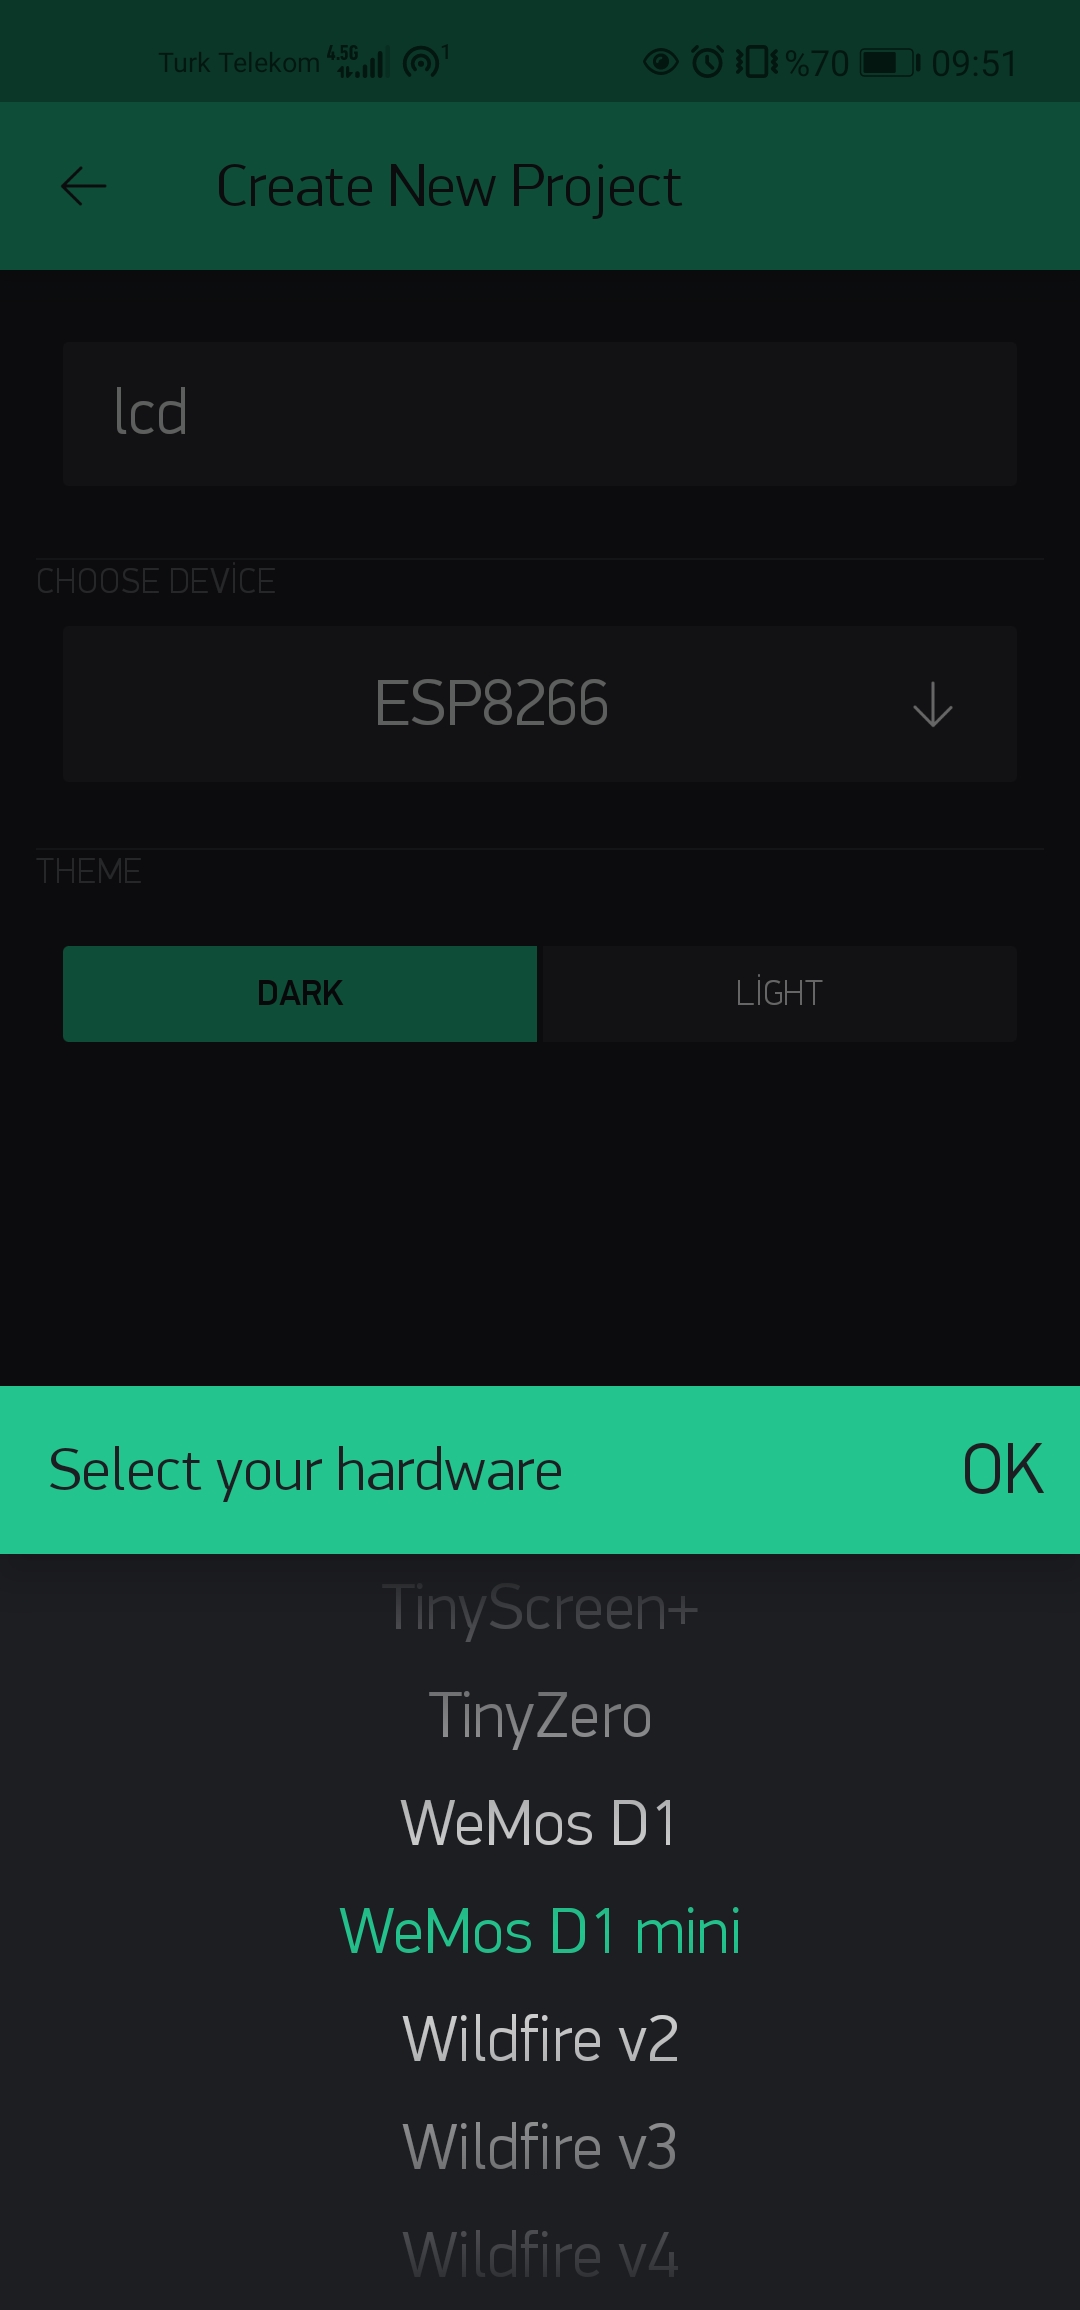 Turk Telekom 4.5G 1 %70 09:51
Create New Project
lcd
CHOOSE DEVİCE
ESP8266
THEME
DARK LİGHT
Select your hardware OK
TinyScreen+
TinyZero
WeMos D1
WeMos D1 mini
Wildfire v2
Wildfire v3
Wildfire v4